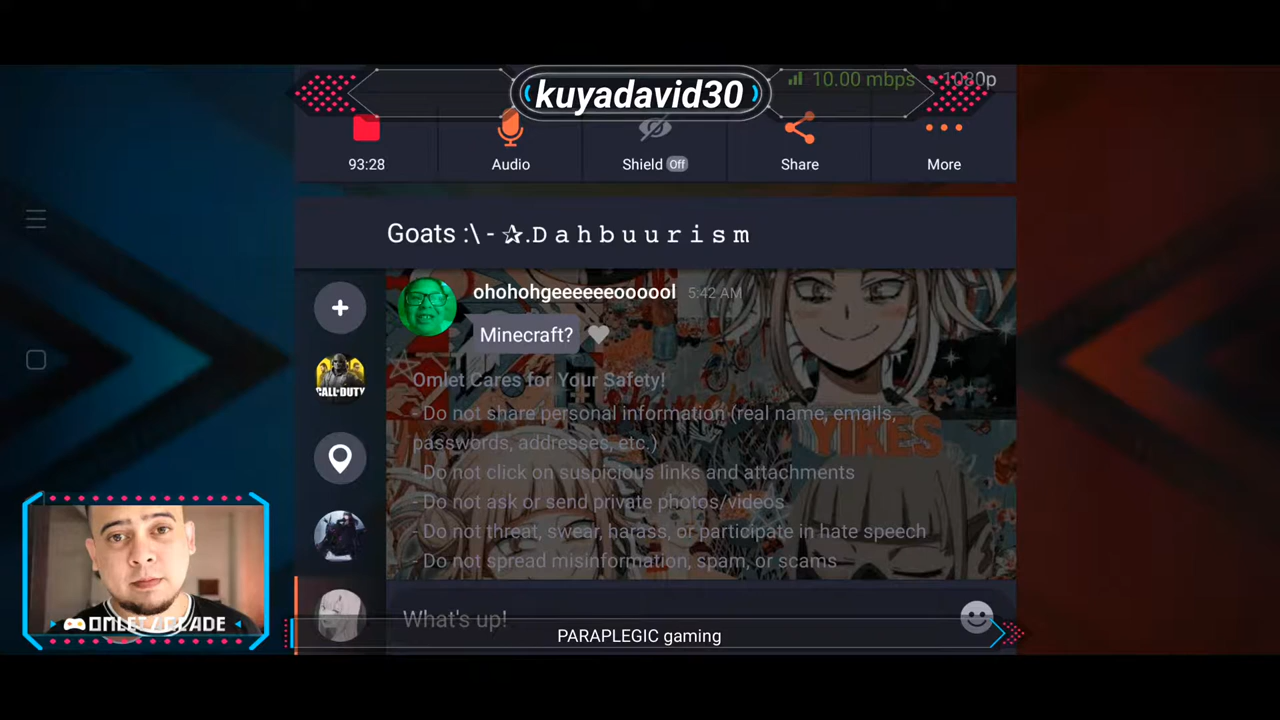 kuyadavid30
10.00 mbps 1080p
93:28
Audio
Shield Off
Share
More
Goats :\ - ✰.D a h b u u r i s m
ohohohgeeeeeeoooool 5:42 AM
Minecraft?
Omlet Cares for Your Safety!
- Do not share personal information (real name, emails,
passwords, addresses, etc.)
- Do not click on suspicious links and attachments
- Do not ask or send private photos/videos
- Do not threat, swear, harass, or participate in hate speech
- Do not spread misinformation, spam, or scams
CALL OF DUTY
YIKES
What's up!
OMLET ARCADE
PARAPLEGIC gaming